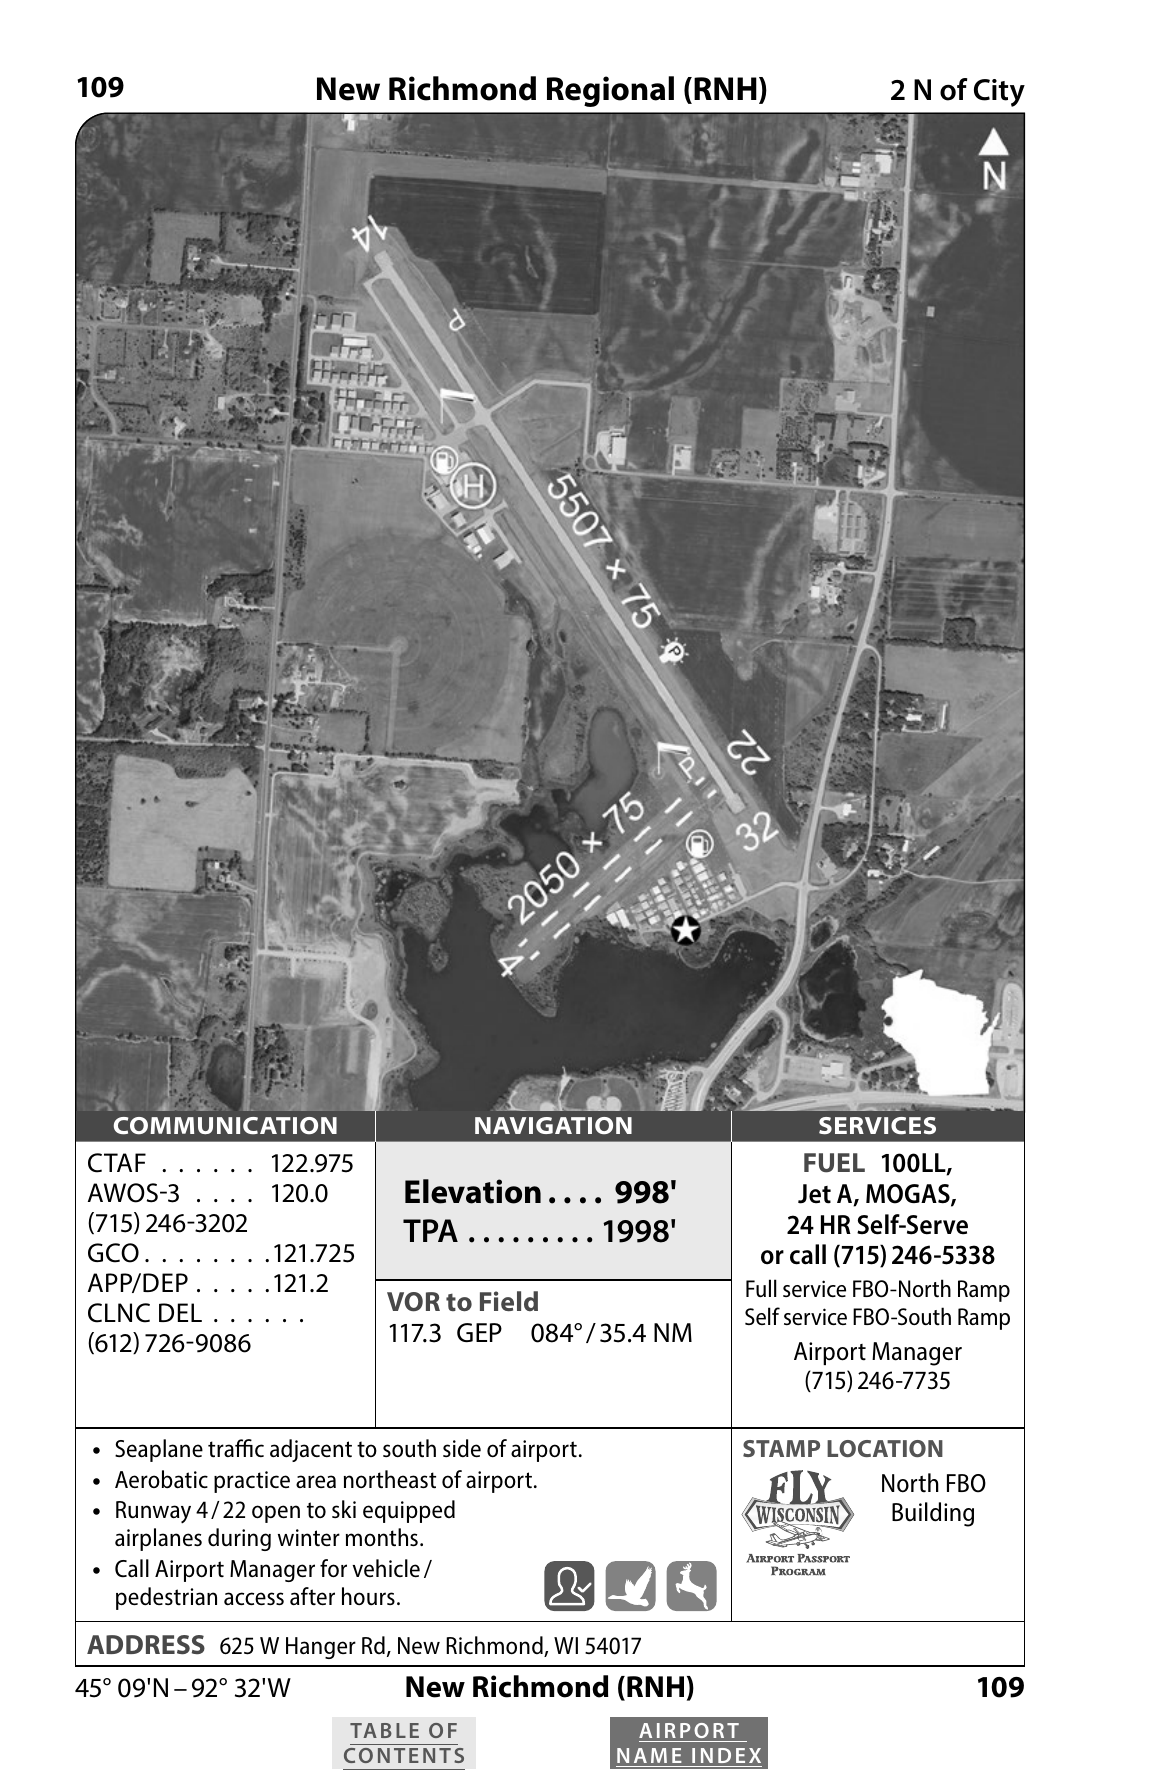 109 New Richmond Regional (RNH) 2 N of City
N
14
P
H
5507 × 75
P
22
P
32
2050 × 75
4
COMMUNICATION
CTAF . . . . . . 122.975
AWOS-3 . . . . 120.0
(715) 246-3202
GCO . . . . . . . . 121.725
APP/DEP . . . . . 121.2
CLNC DEL . . . . . .
(612) 726-9086
NAVIGATION
Elevation . . . . 998'
TPA . . . . . . . . . 1998'
VOR to Field
117.3 GEP 084° / 35.4 NM
SERVICES
FUEL 100LL,
Jet A, MOGAS,
24 HR Self-Serve
or call (715) 246-5338
Full service FBO-North Ramp
Self service FBO-South Ramp
Airport Manager
(715) 246-7735
• Seaplane traffic adjacent to south side of airport.
• Aerobatic practice area northeast of airport.
• Runway 4 / 22 open to ski equipped
airplanes during winter months.
• Call Airport Manager for vehicle /
pedestrian access after hours.
STAMP LOCATION
FLY
WISCONSIN
AIRPORT PASSPORT
PROGRAM
North FBO
Building
ADDRESS 625 W Hanger Rd, New Richmond, WI 54017
45° 09'N – 92° 32'W New Richmond (RNH) 109
TABLE OF
CONTENTS
AIRPORT
NAME INDEX